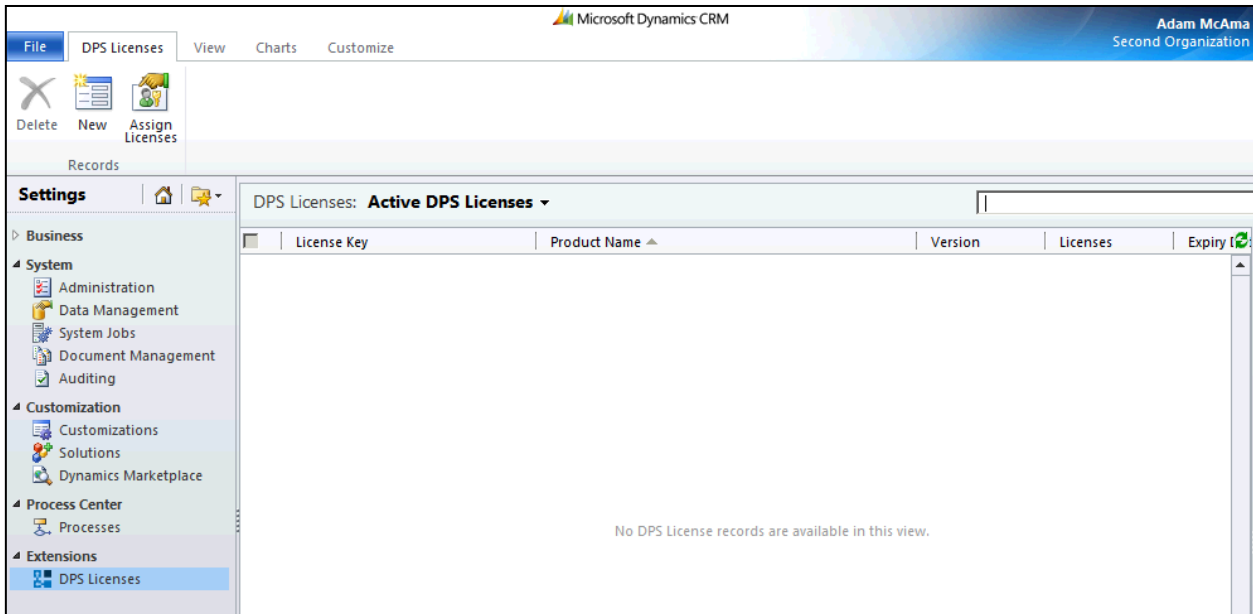 Microsoft Dynamics CRM
Adam McAma
Second Organization
File DPS Licenses View Charts Customize
Delete New Assign Licenses
Records
Settings
Business
System
Administration
Data Management
System Jobs
Document Management
Auditing
Customization
Customizations
Solutions
Dynamics Marketplace
Process Center
Processes
Extensions
DPS Licenses
DPS Licenses: Active DPS Licenses
License Key Product Name Version Licenses Expiry
No DPS License records are available in this view.